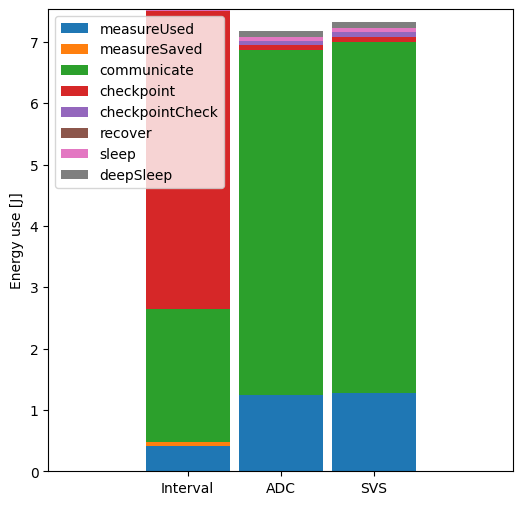 measureUsed
measureSaved
communicate
checkpoint
checkpointCheck
recover
sleep
deepSleep
Energy use [J]
7
6
5
4
3
2
1
0
Interval ADC SVS